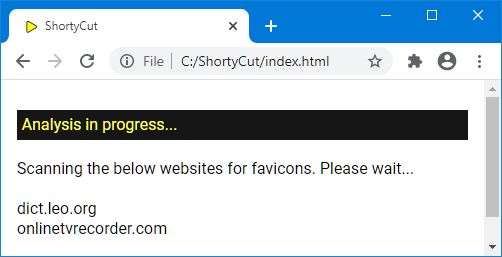 ShortyCut
File C:/ShortyCut/index.html
Analysis in progress...
Scanning the below websites for favicons. Please wait...
dict.leo.org
onlinetvrecorder.com